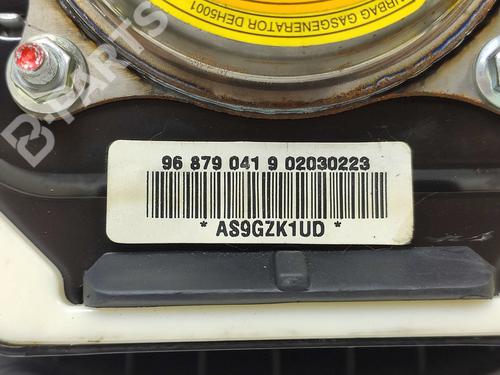 AIRBAG GASGENERATOR DEH5001
B-PARTS
96 879 041 9 02030223
* AS9GZK1UD *